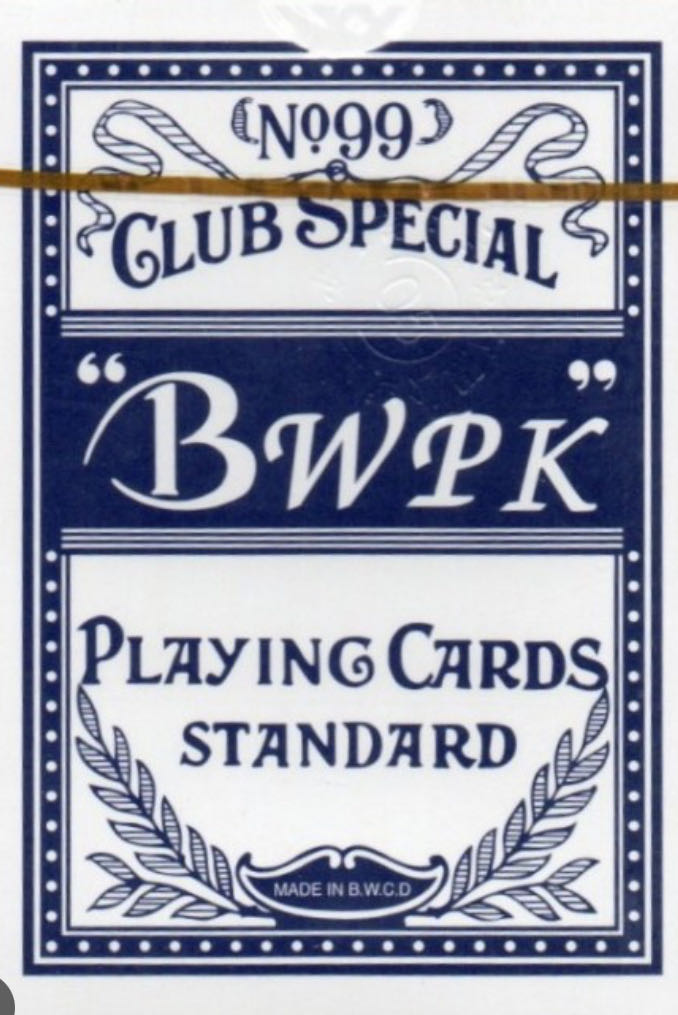 No99
CLUB SPECIAL
"BWPK"
PLAYING CARDS
STANDARD
MADE IN B.W.C.D